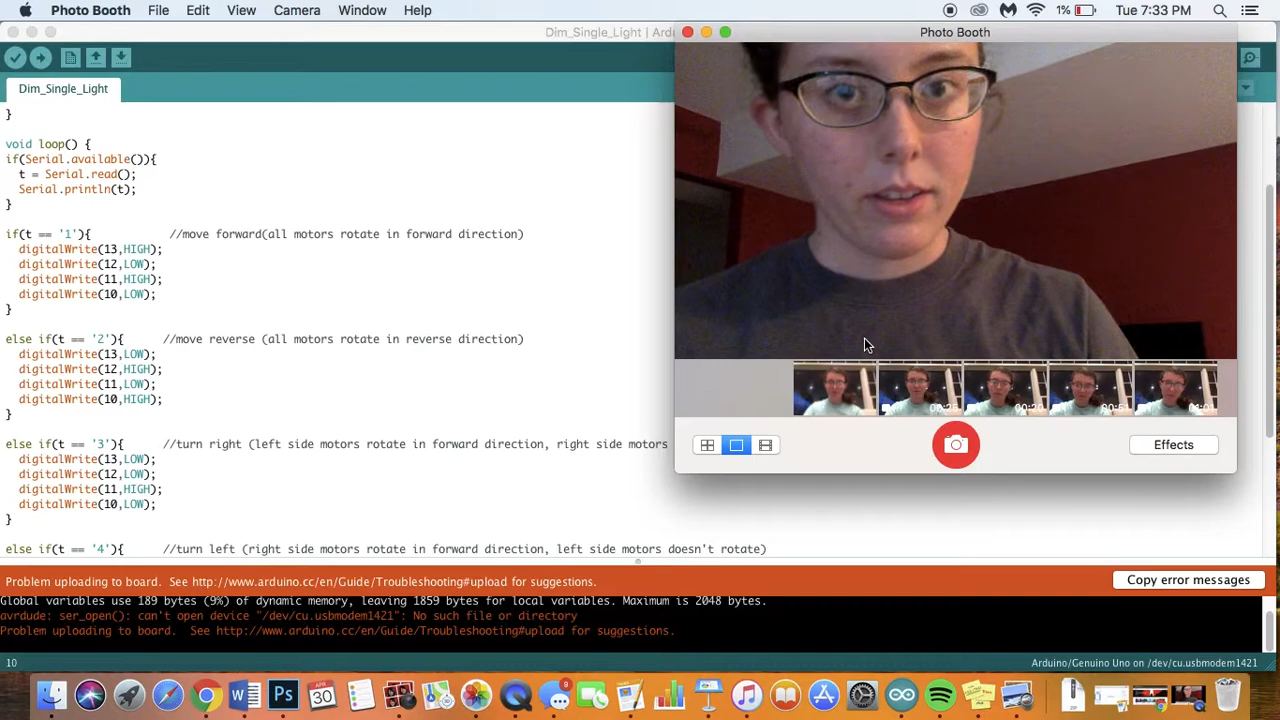 Photo Booth File Edit View Camera Window Help 1% Tue 7:33 PM
Dim_Single_Light | Ard
Photo Booth
Dim_Single_Light
}
void loop() {
if(Serial.available()){
t = Serial.read();
Serial.println(t);
}
if(t == '1'){ //move forward(all motors rotate in forward direction)
digitalWrite(13,HIGH);
digitalWrite(12,LOW);
digitalWrite(11,HIGH);
digitalWrite(10,LOW);
}
else if(t == '2'){ //move reverse (all motors rotate in reverse direction)
digitalWrite(13,LOW);
digitalWrite(12,HIGH);
digitalWrite(11,LOW);
digitalWrite(10,HIGH);
}
else if(t == '3'){ //turn right (left side motors rotate in forward direction, right side motors
digitalWrite(13,LOW);
digitalWrite(12,LOW);
digitalWrite(11,HIGH);
digitalWrite(10,LOW);
}
else if(t == '4'){ //turn left (right side motors rotate in forward direction, left side motors doesn't rotate)
Effects
Problem uploading to board. See http://www.arduino.cc/en/Guide/Troubleshooting#upload for suggestions.
Copy error messages
Global variables use 189 bytes (9%) of dynamic memory, leaving 1859 bytes for local variables. Maximum is 2048 bytes.
avrdude: ser_open(): can't open device "/dev/cu.usbmodem1421": No such file or directory
Problem uploading to board. See http://www.arduino.cc/en/Guide/Troubleshooting#upload for suggestions.
10
Arduino/Genuino Uno on /dev/cu.usbmodem1421
APR
30
9
Ps
W
ZIP